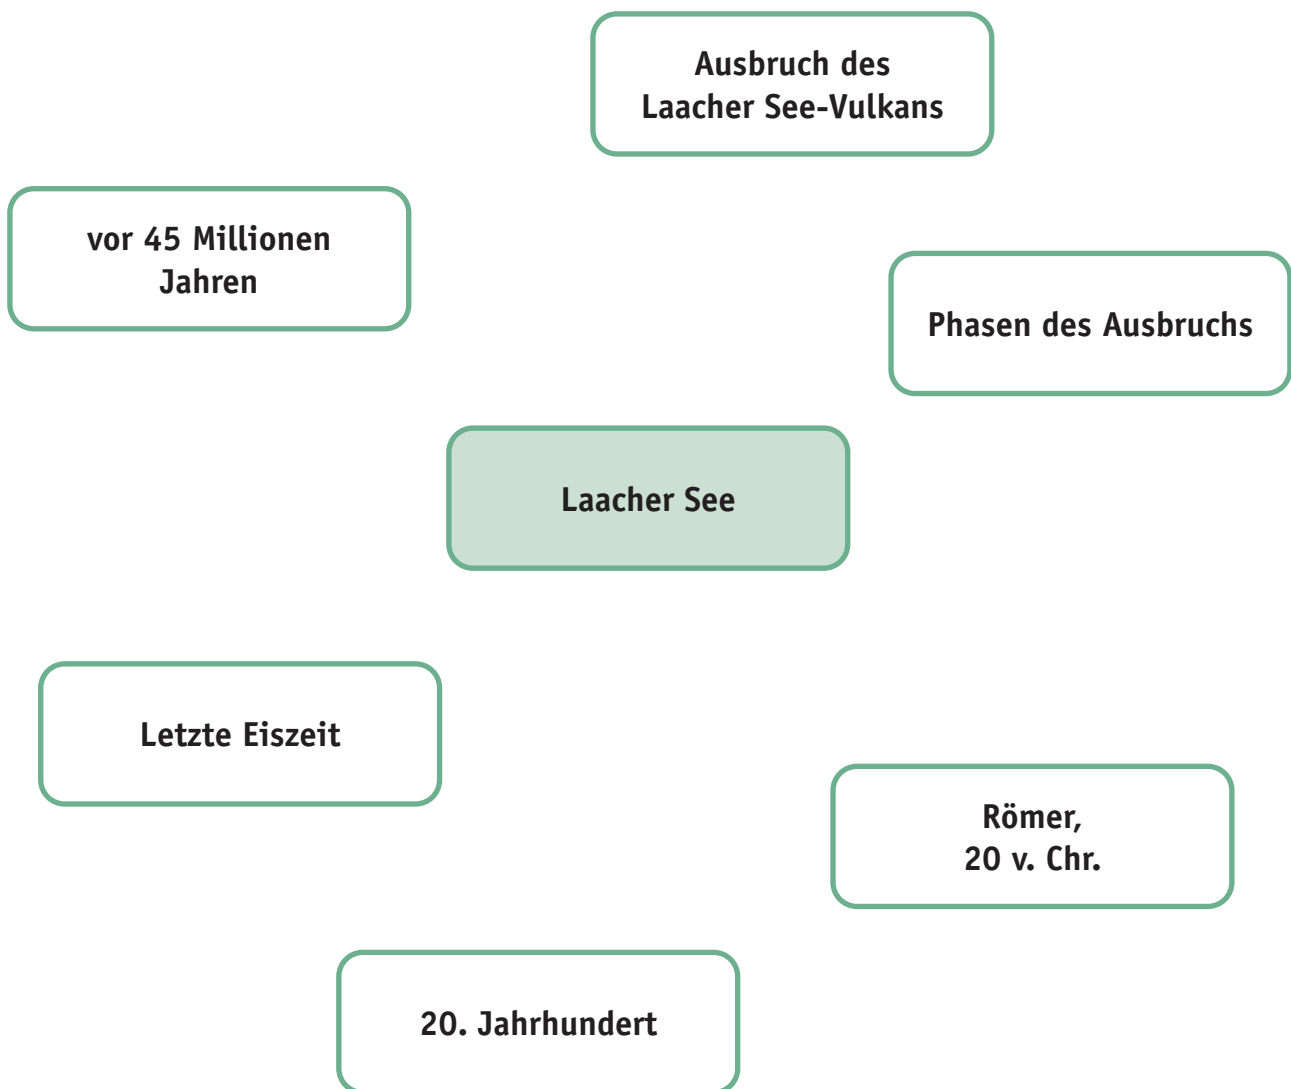 Ausbruch des
Laacher See-Vulkans
vor 45 Millionen
Jahren
Phasen des Ausbruchs
Laacher See
Letzte Eiszeit
Römer,
20 v. Chr.
20. Jahrhundert